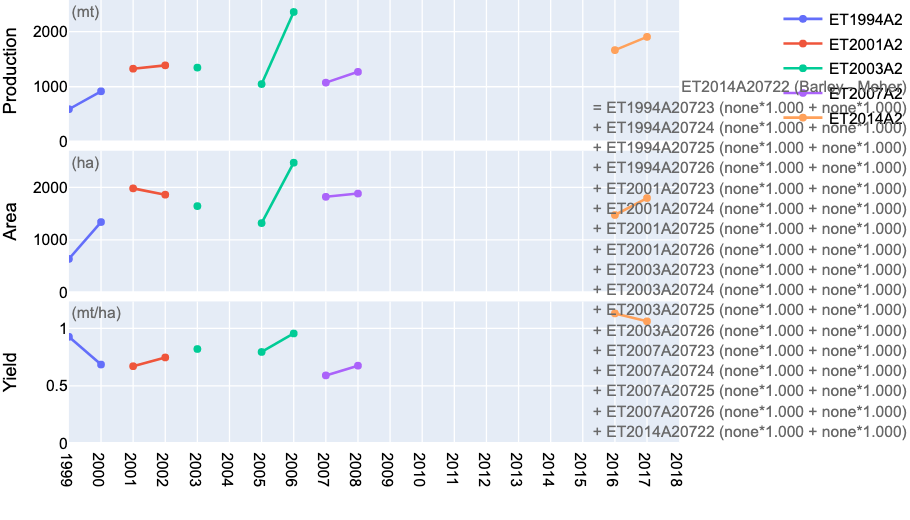 (mt)
Production
2000
1000
0
(ha)
Area
2000
1000
0
(mt/ha)
Yield
1
0.5
0
1999
2000
2001
2002
2003
2004
2005
2006
2007
2008
2009
2010
2011
2012
2013
2014
2015
2016
2017
2018
ET1994A2
ET2001A2
ET2003A2
ET2007A2
ET2014A2
ET2014A20722 (Barley - Meher)
= ET1994A20723 (none*1.000 + none*1.000)
+ ET1994A20724 (none*1.000 + none*1.000)
+ ET1994A20725 (none*1.000 + none*1.000)
+ ET1994A20726 (none*1.000 + none*1.000)
+ ET2001A20723 (none*1.000 + none*1.000)
+ ET2001A20724 (none*1.000 + none*1.000)
+ ET2001A20725 (none*1.000 + none*1.000)
+ ET2001A20726 (none*1.000 + none*1.000)
+ ET2003A20723 (none*1.000 + none*1.000)
+ ET2003A20724 (none*1.000 + none*1.000)
+ ET2003A20725 (none*1.000 + none*1.000)
+ ET2003A20726 (none*1.000 + none*1.000)
+ ET2007A20723 (none*1.000 + none*1.000)
+ ET2007A20724 (none*1.000 + none*1.000)
+ ET2007A20725 (none*1.000 + none*1.000)
+ ET2007A20726 (none*1.000 + none*1.000)
+ ET2014A20722 (none*1.000 + none*1.000)